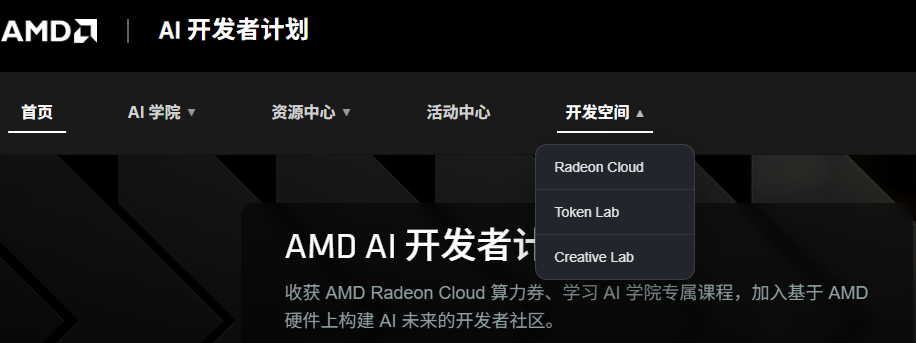 AMD | AI 开发者计划
首页 AI 学院 ▼ 资源中心 ▼ 活动中心 开发空间 ▲
Radeon Cloud
Token Lab
Creative Lab
AMD AI 开发者计
收获 AMD Radeon Cloud 算力券、学习 AI 学院专属课程，加入基于 AMD
硬件上构建 AI 未来的开发者社区。